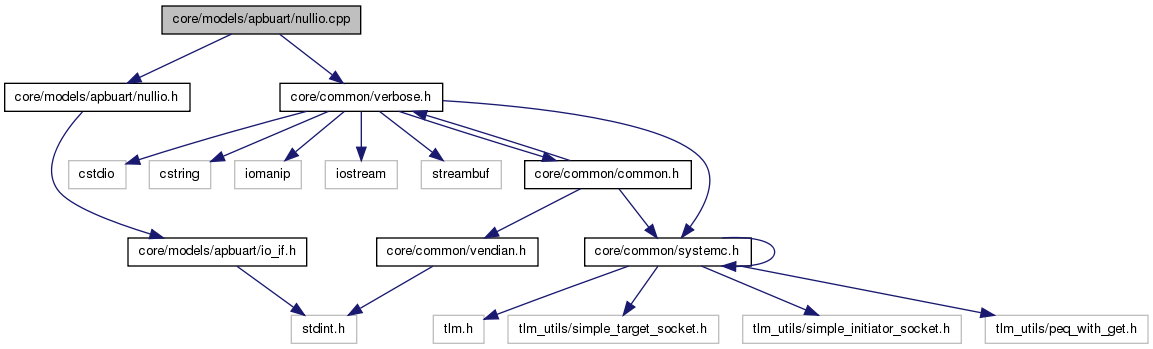 core/models/apbuart/nullio.cpp
core/models/apbuart/nullio.h
core/common/verbose.h
cstdio
cstring
iomanip
iostream
streambuf
core/common/common.h
core/models/apbuart/io_if.h
core/common/vendian.h
core/common/systemc.h
stdint.h
tlm.h
tlm_utils/simple_target_socket.h
tlm_utils/simple_initiator_socket.h
tlm_utils/peq_with_get.h